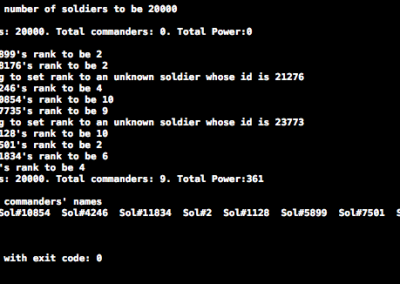 number of soldiers to be 20000
s: 20000. Total commanders: 0. Total Power:0
899's rank to be 2
8176's rank to be 2
g to set rank to an unknown soldier whose id is 21276
246's rank to be 4
0854's rank to be 10
7735's rank to be 9
g to set rank to an unknown soldier whose id is 23773
128's rank to be 10
501's rank to be 2
1834's rank to be 6
's rank to be 4
s: 20000. Total commanders: 9. Total Power:361
commanders' names
Sol#10854 Sol#4246 Sol#11834 Sol#2 Sol#1128 Sol#5899 Sol#7501 S
with exit code: 0